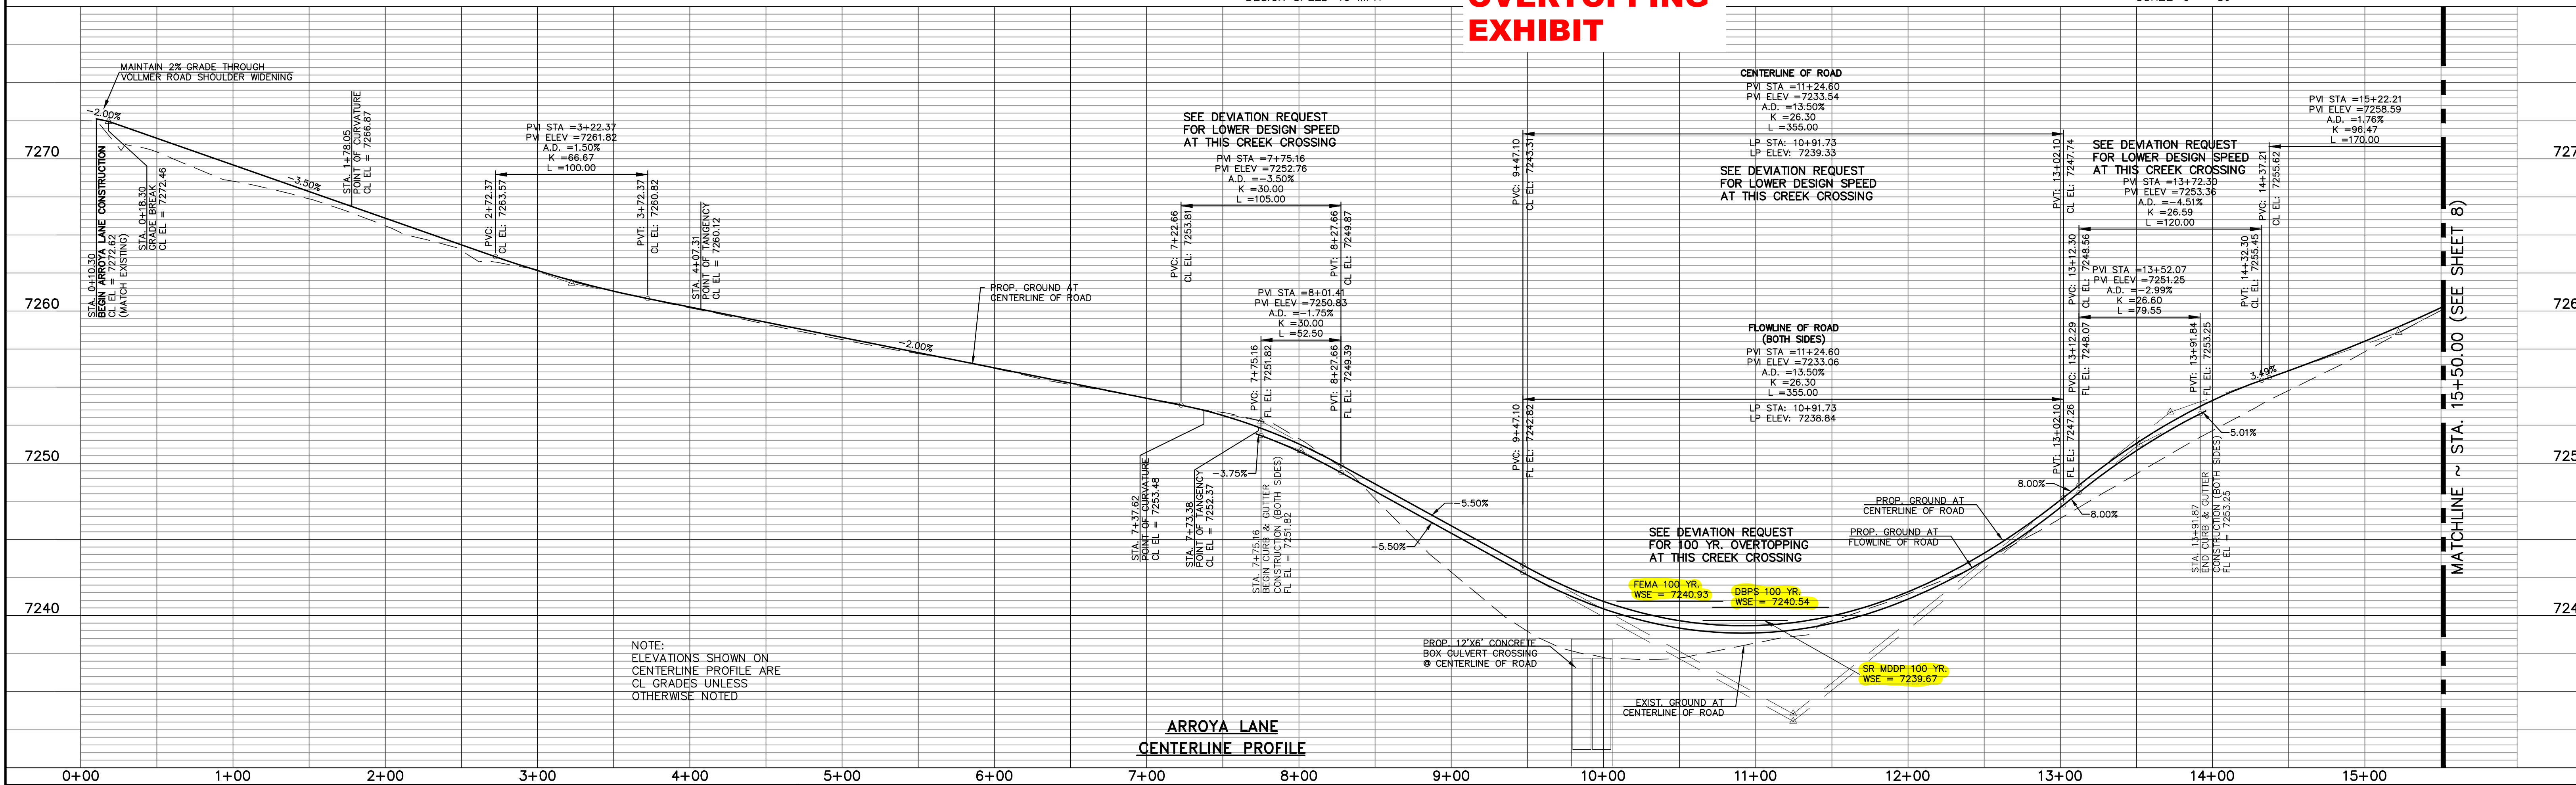 OVERTOPPING
EXHIBIT
MAINTAIN 2% GRADE THROUGH
VOLLMER ROAD SHOULDER WIDENING
-2.00%
STA. 0+10.30
BEGIN ARROYA LANE CONSTRUCTION
CL EL = 7272.62
(MATCH EXISTING)
STA. 0+18.30
GRADE BREAK
CL EL = 7272.46
-3.50%
STA. 1+78.05
POINT OF CURVATURE
CL EL = 7266.87
PVI STA =3+22.37
PVI ELEV =7261.82
A.D. =1.50%
K =66.67
L =100.00
PVC: 2+72.37
CL EL: 7263.57
PVT: 3+72.37
CL EL: 7260.82
STA. 4+07.31
POINT OF TANGENCY
CL EL = 7260.12
-2.00%
PROP. GROUND AT
CENTERLINE OF ROAD
SEE DEVIATION REQUEST
FOR LOWER DESIGN SPEED
AT THIS CREEK CROSSING
PVI STA =7+75.16
PVI ELEV =7252.76
A.D. =-3.50%
K =30.00
L =105.00
PVC: 7+22.66
CL EL: 7253.81
PVT: 8+27.66
CL EL: 7249.87
PVI STA =8+01.41
PVI ELEV =7250.83
A.D. =-1.75%
K =30.00
L =52.50
PVC: 7+75.16
FL EL: 7251.82
PVT: 8+27.66
FL EL: 7249.39
STA. 7+37.62
POINT OF CURVATURE
CL EL = 7253.48
STA. 7+73.38
POINT OF TANGENCY
CL EL = 7252.37
-3.75%
STA. 7+75.16
BEGIN CURB & GUTTER
CONSTRUCTION (BOTH SIDES)
FL EL = 7251.82
-5.50%
-5.50%
CENTERLINE OF ROAD
PVI STA =11+24.60
PVI ELEV =7233.54
A.D. =13.50%
K =26.30
L =355.00
LP STA: 10+91.73
LP ELEV: 7239.33
PVC: 9+47.10
CL EL: 7243.31
PVT: 13+02.10
CL EL: 7247.74
SEE DEVIATION REQUEST
FOR LOWER DESIGN SPEED
AT THIS CREEK CROSSING
FLOWLINE OF ROAD
(BOTH SIDES)
PVI STA =11+24.60
PVI ELEV =7233.06
A.D. =13.50%
K =26.30
L =355.00
LP STA: 10+91.73
LP ELEV: 7238.84
PVC: 9+47.10
FL EL: 7242.82
PVT: 13+02.10
FL EL: 7247.26
SEE DEVIATION REQUEST
FOR 100 YR. OVERTOPPING
AT THIS CREEK CROSSING
FEMA 100 YR.
WSE = 7240.93
DBPS 100 YR.
WSE = 7240.54
SR MDDP 100 YR.
WSE = 7239.67
PROP. 12'X6' CONCRETE
BOX CULVERT CROSSING
@ CENTERLINE OF ROAD
EXIST. GROUND AT
CENTERLINE OF ROAD
PROP. GROUND AT
CENTERLINE OF ROAD
PROP. GROUND AT
FLOWLINE OF ROAD
SEE DEVIATION REQUEST
FOR LOWER DESIGN SPEED
AT THIS CREEK CROSSING
PVI STA =13+72.30
PVI ELEV =7253.36
A.D. =-4.51%
K =26.59
L =120.00
PVC: 13+12.30
CL EL: 7248.56
PVT: 14+32.30
CL EL: 7255.45
PVI STA =13+52.07
PVI ELEV =7251.25
A.D. =-2.99%
K =26.60
L =79.55
PVC: 13+12.29
FL EL: 7248.07
PVT: 13+91.84
FL EL: 7253.25
8.00%
8.00%
5.01%
3.49%
STA. 13+91.87
END CURB & GUTTER
CONSTRUCTION (BOTH SIDES)
FL EL = 7253.25
PVI STA =15+22.21
PVI ELEV =7258.59
A.D. =1.76%
K =96.47
L =170.00
PVC: 14+37.21
CL EL: 7255.62
MATCHLINE ~ STA. 15+50.00 (SEE SHEET 8)
NOTE:
ELEVATIONS SHOWN ON
CENTERLINE PROFILE ARE
CL GRADES UNLESS
OTHERWISE NOTED
ARROYA LANE
CENTERLINE PROFILE
7270
7260
7250
7240
0+00 1+00 2+00 3+00 4+00 5+00 6+00 7+00 8+00 9+00 10+00 11+00 12+00 13+00 14+00 15+00